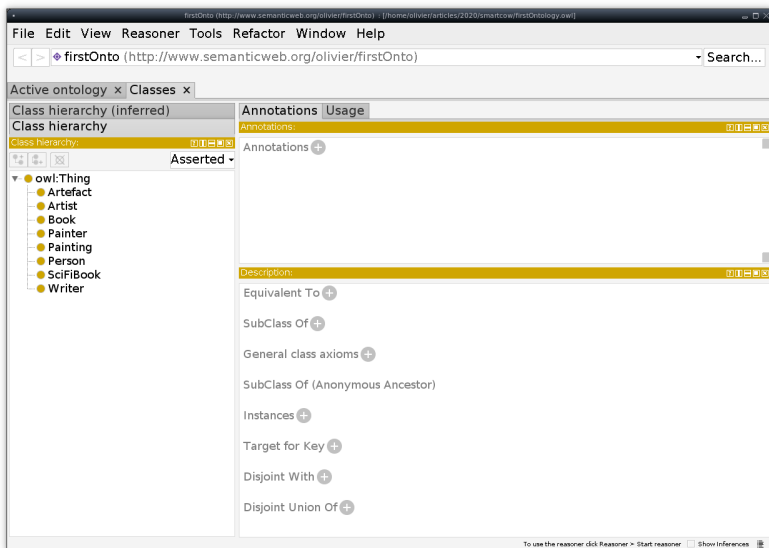 firstOnto (http://www.semanticweb.org/olivier/firstOnto) : [/home/olivier/articles/2020/smartcow/firstOntology.owl]
File Edit View Reasoner Tools Refactor Window Help
< > firstOnto (http://www.semanticweb.org/olivier/firstOnto) Search...
Active ontology × Classes ×
Class hierarchy (inferred)
Class hierarchy
Class hierarchy:
Asserted
owl:Thing
Artefact
Artist
Book
Painter
Painting
Person
SciFiBook
Writer
Annotations Usage
Annotations:
Annotations
Description:
Equivalent To
SubClass Of
General class axioms
SubClass Of (Anonymous Ancestor)
Instances
Target for Key
Disjoint With
Disjoint Union Of
To use the reasoner click Reasoner > Start reasoner Show Inferences